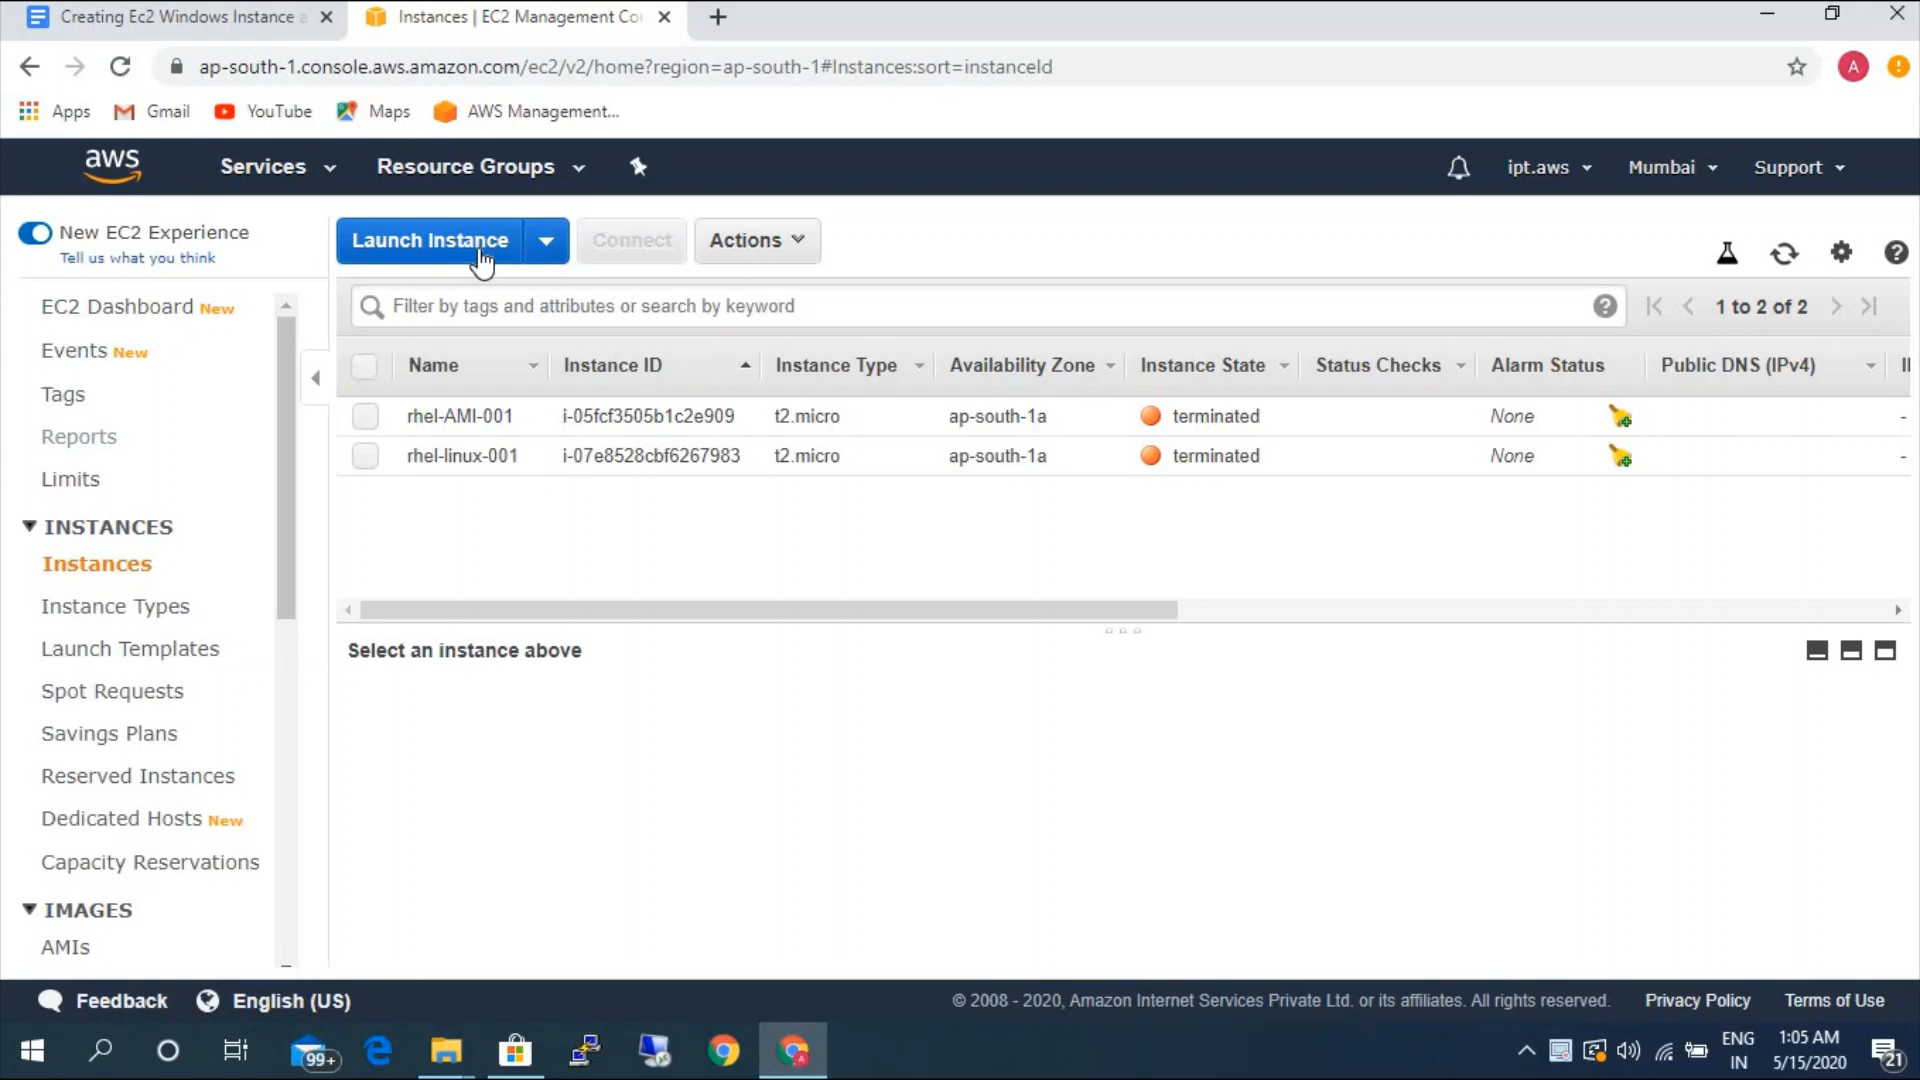 Creating Ec2 Windows Instance a
Instances | EC2 Management Co
ap-south-1.console.aws.amazon.com/ec2/v2/home?region=ap-south-1#Instances:sort=instanceId
A
Apps
Gmail
YouTube
Maps
AWS Management...
aws
Services
Resource Groups
ipt.aws
Mumbai
Support
New EC2 Experience
Tell us what you think
Launch Instance
Connect
Actions
EC2 Dashboard New
Events New
Tags
Reports
Limits
INSTANCES
Instances
Instance Types
Launch Templates
Spot Requests
Savings Plans
Reserved Instances
Dedicated Hosts New
Capacity Reservations
IMAGES
AMIs
Filter by tags and attributes or search by keyword
1 to 2 of 2
Name Instance ID Instance Type Availability Zone Instance State Status Checks Alarm Status Public DNS (IPv4)
rhel-AMI-001 i-05fcf3505b1c2e909 t2.micro ap-south-1a terminated None -
rhel-linux-001 i-07e8528cbf6267983 t2.micro ap-south-1a terminated None -
Select an instance above
Feedback
English (US)
© 2008 - 2020, Amazon Internet Services Private Ltd. or its affiliates. All rights reserved.
Privacy Policy
Terms of Use
99+
A
ENG
IN
1:05 AM
5/15/2020
21